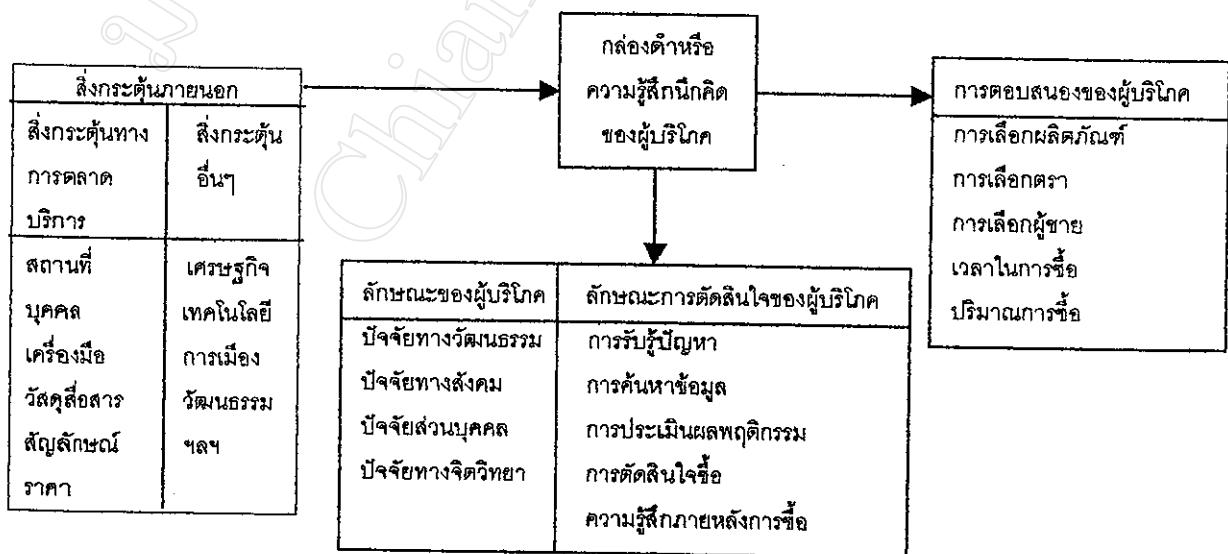 สิ่งกระตุ้นภายนอก
สิ่งกระตุ้นทาง
การตลาด
บริการ
สิ่งกระตุ้น
อื่นๆ
สถานที่
บุคคล
เครื่องมือ
วัสดุสื่อสาร
สัญลักษณ์
ราคา
เศรษฐกิจ
เทคโนโลยี
การเมือง
วัฒนธรรม
ฯลฯ
กล่องดำหรือ
ความรู้สึกนึกคิด
ของผู้บริโภค
ลักษณะของผู้บริโภค
ปัจจัยทางวัฒนธรรม
ปัจจัยทางสังคม
ปัจจัยส่วนบุคคล
ปัจจัยทางจิตวิทยา
ลักษณะการตัดสินใจของผู้บริโภค
การรับรู้ปัญหา
การค้นหาข้อมูล
การประเมินผลพฤติกรรม
การตัดสินใจซื้อ
ความรู้สึกภายหลังการซื้อ
การตอบสนองของผู้บริโภค
การเลือกผลิตภัณฑ์
การเลือกตรา
การเลือกผู้ขาย
เวลาในการซื้อ
ปริมาณการซื้อ
Chian